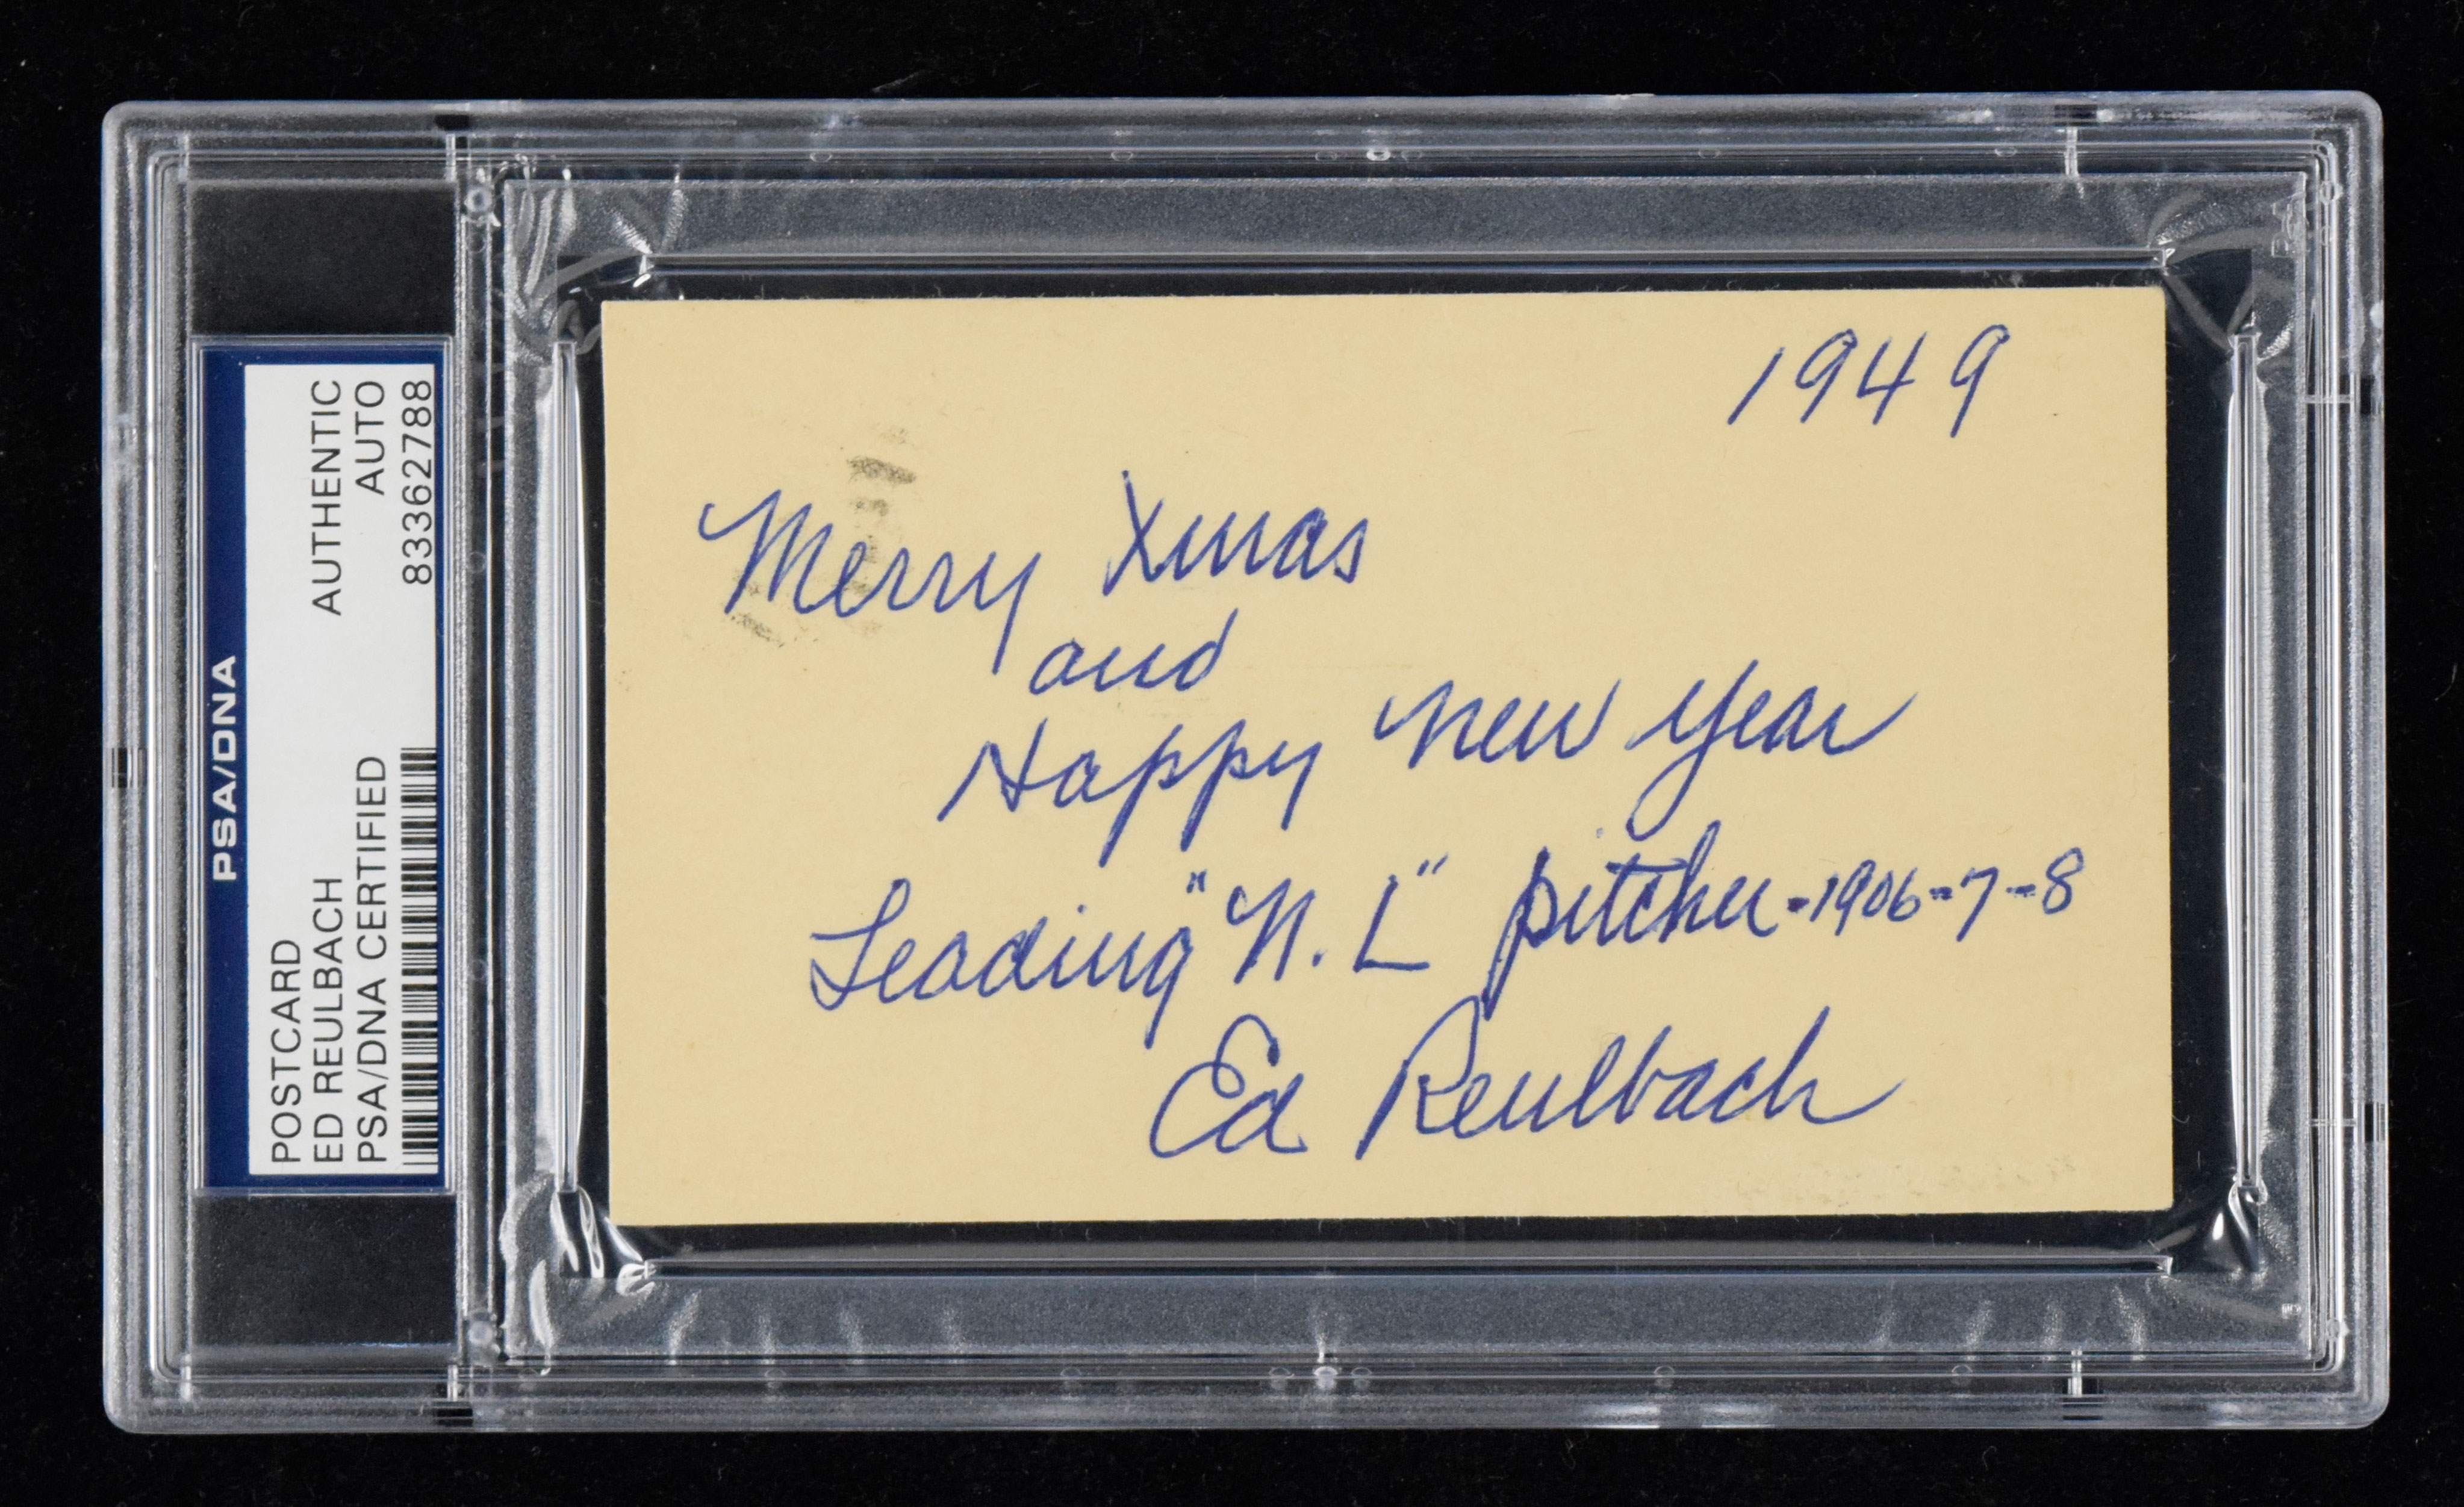 PSA/DNA
POSTCARD AUTHENTIC
ED REULBACH AUTO
PSA/DNA CERTIFIED 83362788
1949
Merry Xmas
and
Happy New Year
Leading "N.L" pitcher-1906-7-8
Ed Reulbach